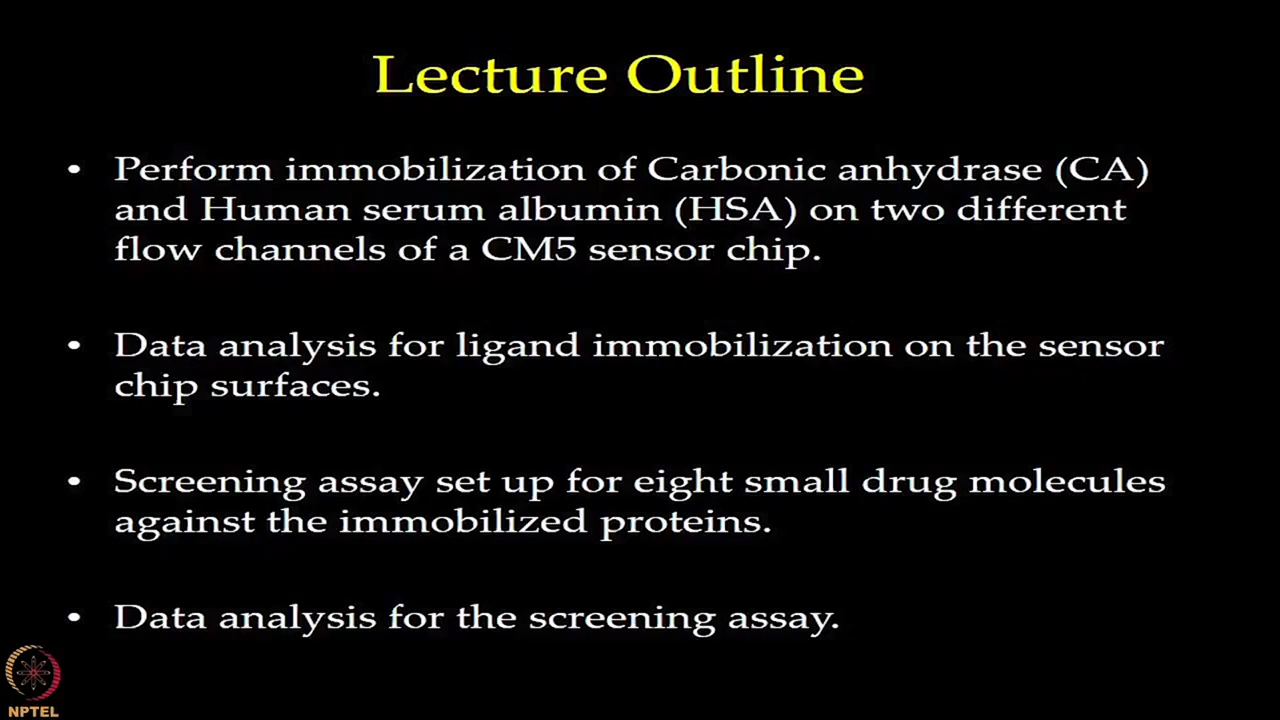 Lecture Outline
• Perform immobilization of Carbonic anhydrase (CA)
and Human serum albumin (HSA) on two different
flow channels of a CM5 sensor chip.
• Data analysis for ligand immobilization on the sensor
chip surfaces.
• Screening assay set up for eight small drug molecules
against the immobilized proteins.
• Data analysis for the screening assay.
NPTEL